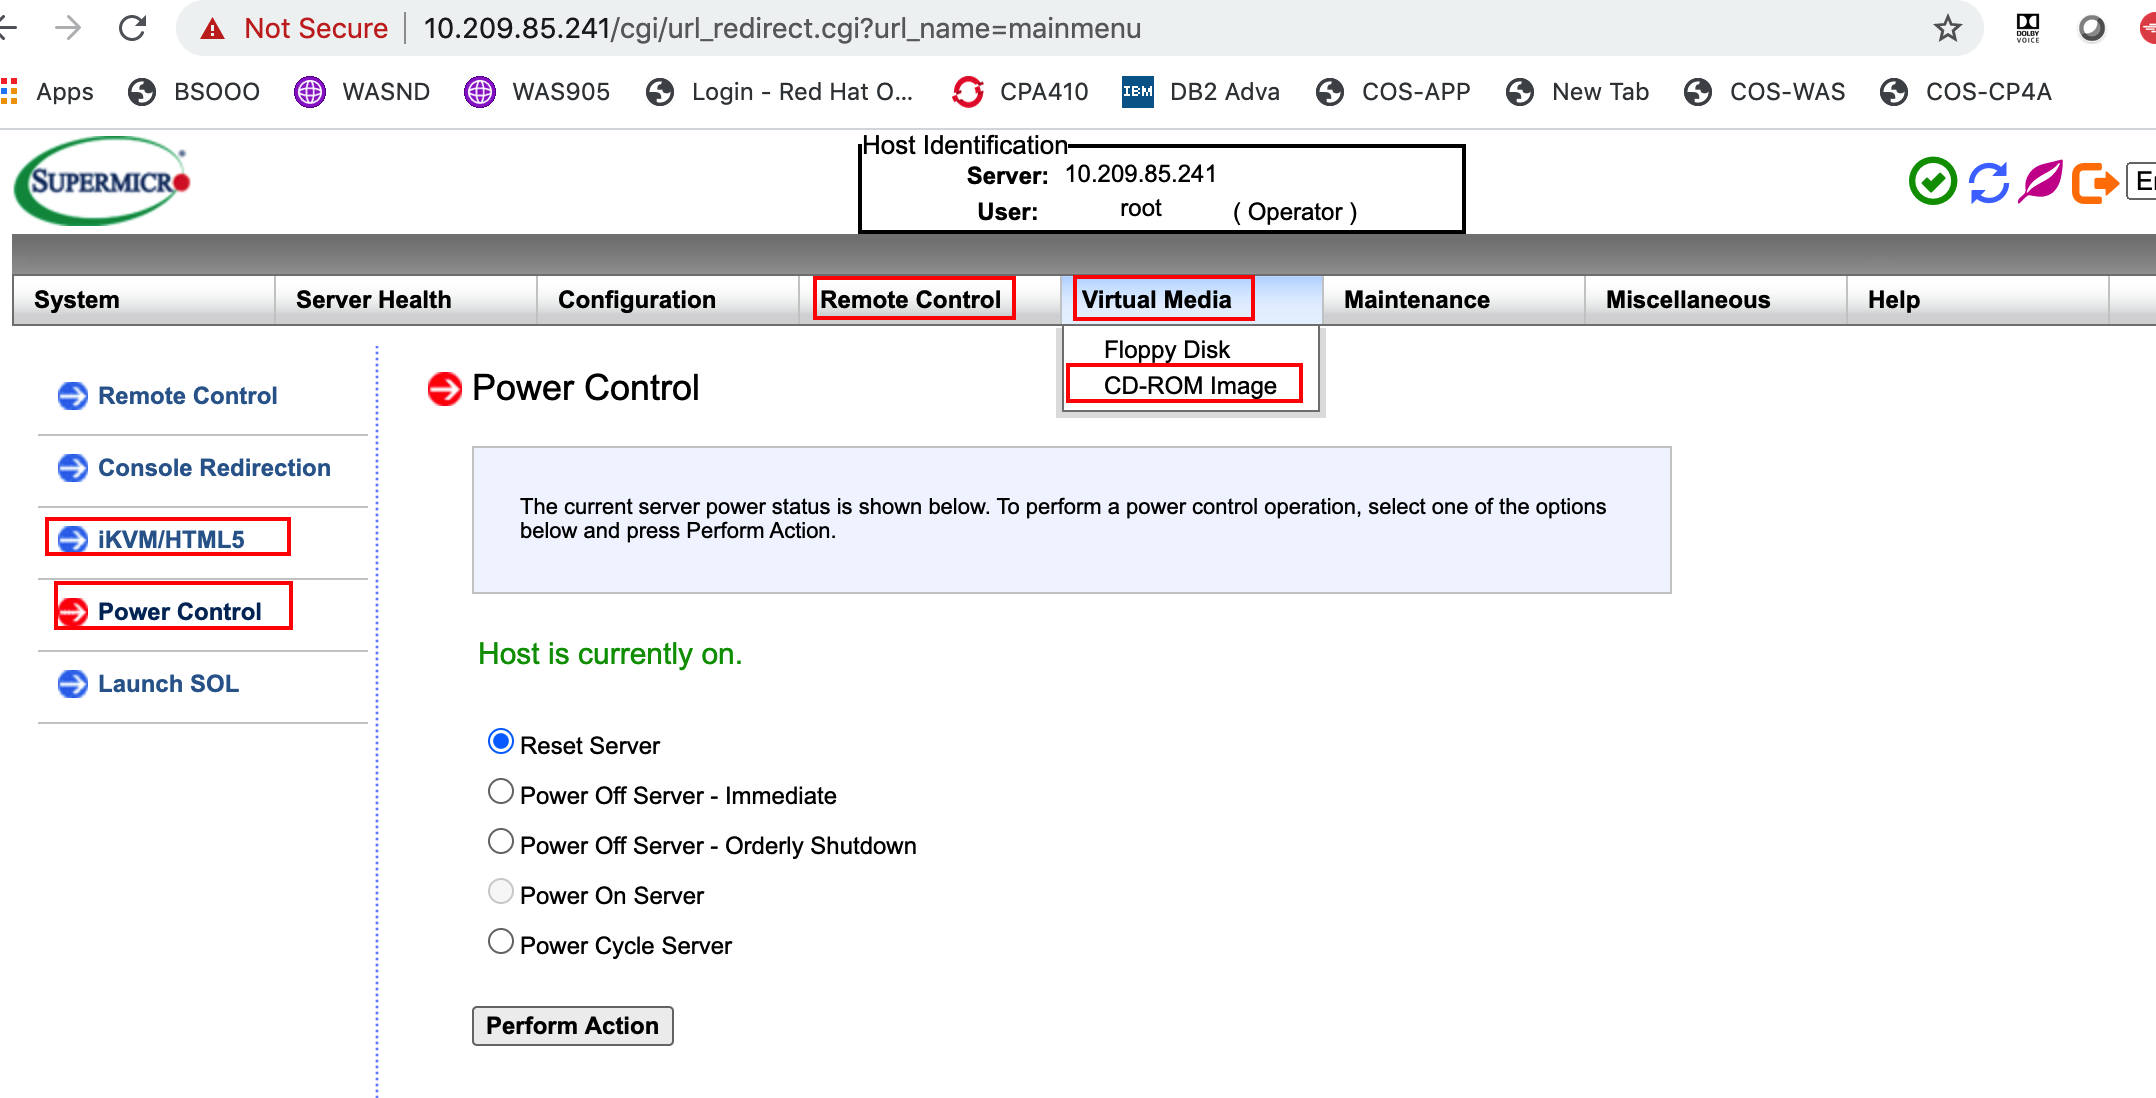 Not Secure 10.209.85.241/cgi/url_redirect.cgi?url_name=mainmenu
DOLBY
VOICE
Apps BSOOO WASND WAS905 Login - Red Hat O... CPA410 IBM DB2 Adva COS-APP New Tab COS-WAS COS-CP4A
SUPERMICRO
Host Identification
Server: 10.209.85.241
User: root ( Operator )
System Server Health Configuration Remote Control Virtual Media Maintenance Miscellaneous Help
Floppy Disk
CD-ROM Image
Remote Control
Console Redirection
iKVM/HTML5
Power Control
Launch SOL
Power Control
The current server power status is shown below. To perform a power control operation, select one of the options
below and press Perform Action.
Host is currently on.
Reset Server
Power Off Server - Immediate
Power Off Server - Orderly Shutdown
Power On Server
Power Cycle Server
Perform Action